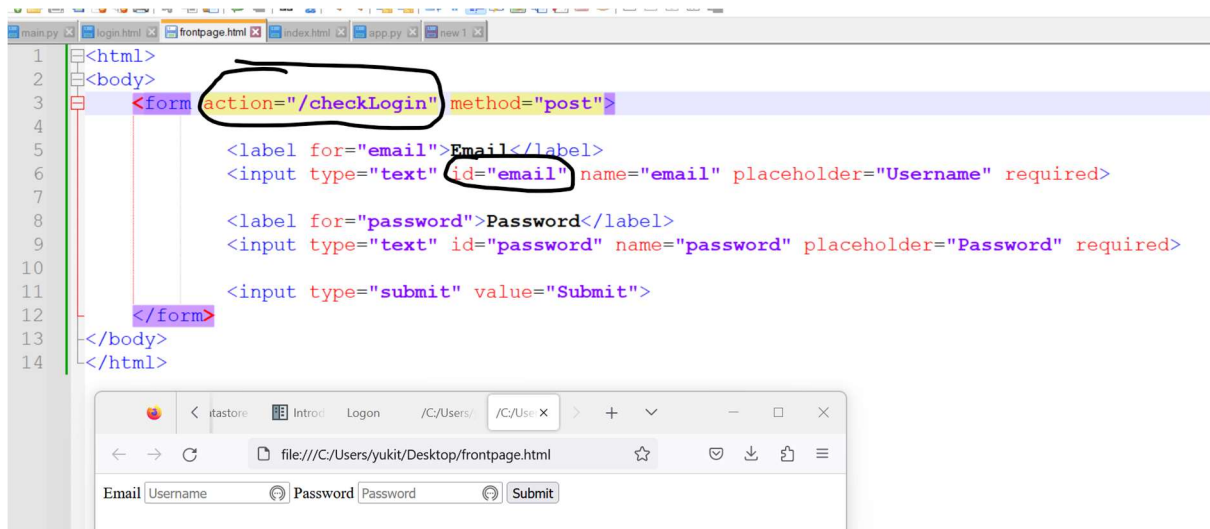 main.py login.html frontpage.html index.html app.py new 1
1 <html>
2 <body>
3 <form action="/checkLogin" method="post">
4
5 <label for="email">Email</label>
6 <input type="text" id="email" name="email" placeholder="Username" required>
7
8 <label for="password">Password</label>
9 <input type="text" id="password" name="password" placeholder="Password" required>
10
11 <input type="submit" value="Submit">
12 </form>
13 </body>
14 </html>
atastore Introd Logon /C:/Users/ /C:/Use
file:///C:/Users/yukit/Desktop/frontpage.html
Email Username Password Password Submit